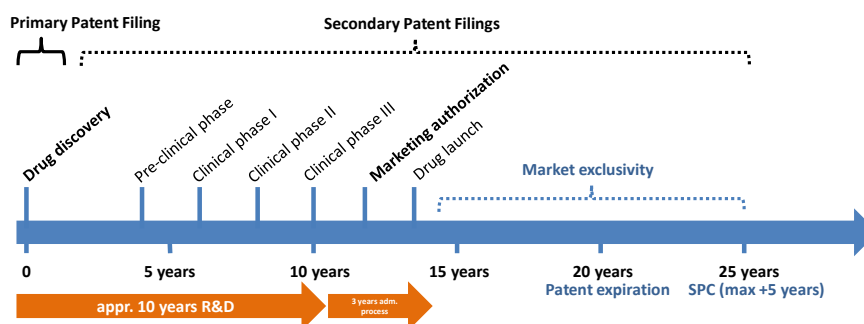 Primary Patent Filing
Secondary Patent Filings
Drug discovery
Pre-clinical phase
Clinical phase I
Clinical phase II
Clinical phase III
Marketing authorization
Drug launch
Market exclusivity
0
5 years
10 years
15 years
20 years
25 years
Patent expiration
SPC (max +5 years)
appr. 10 years R&D
3 years adm.
process